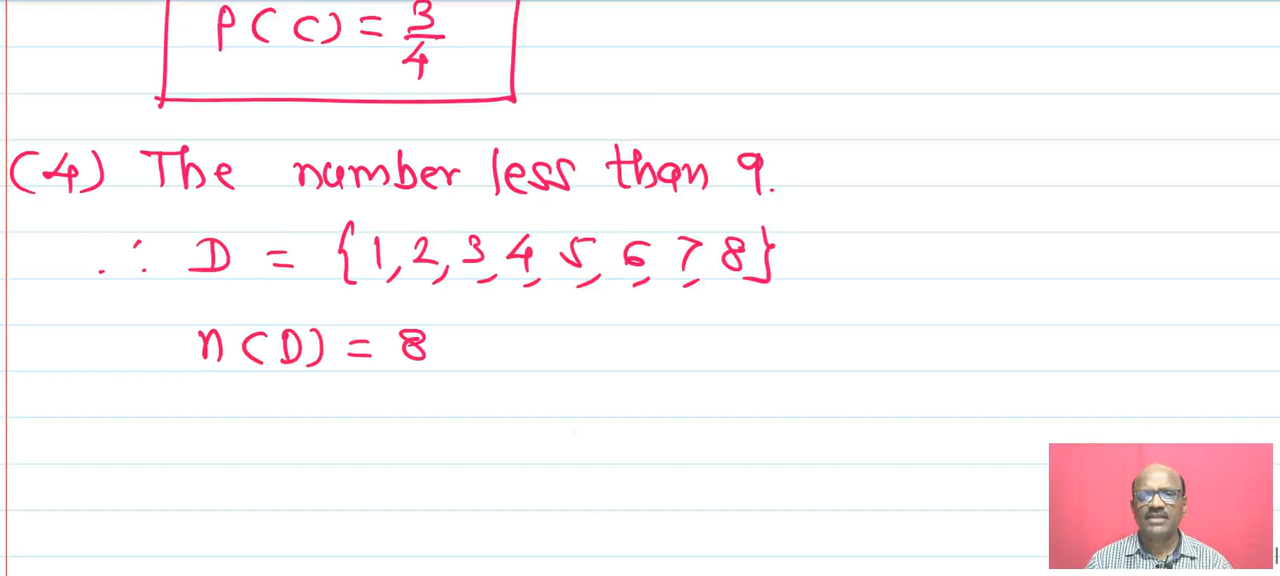 P(C) = 3/4
(4) The number less than 9.
∴ D = {1, 2, 3, 4, 5, 6, 7, 8}
n(D) = 8